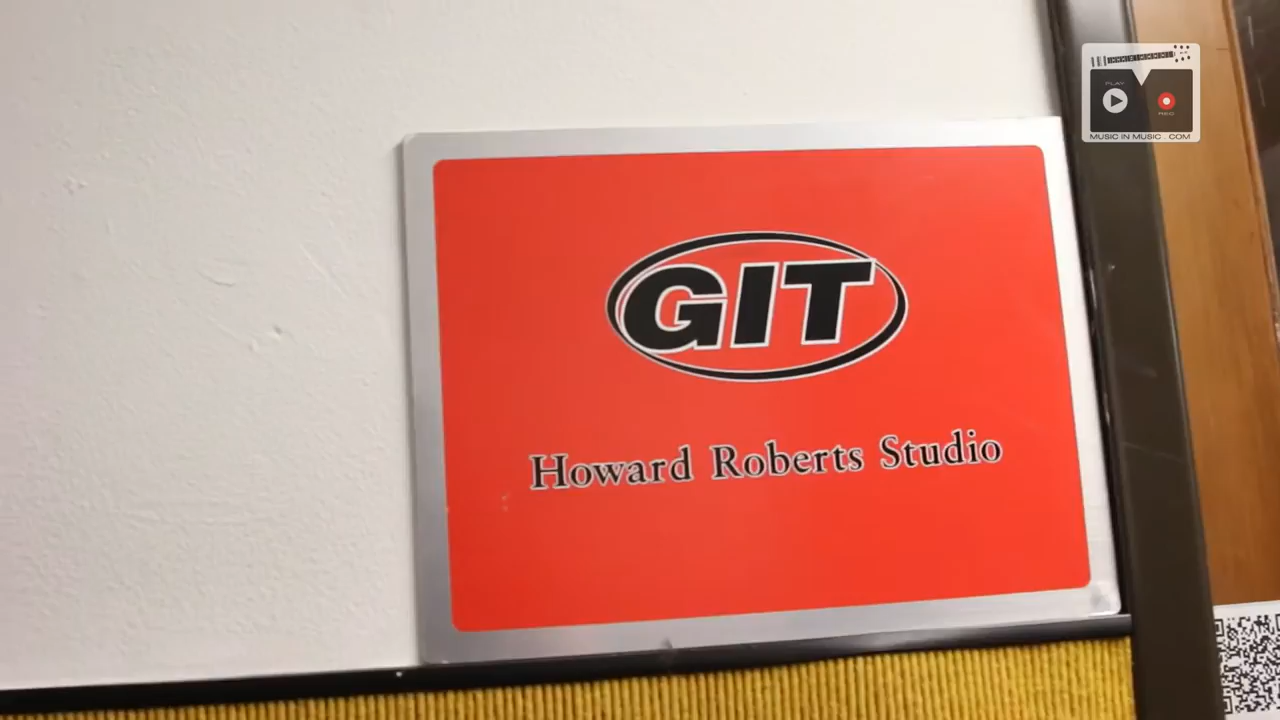 PLAY
REC
MUSIC IN MUSIC . COM
GIT
Howard Roberts Studio